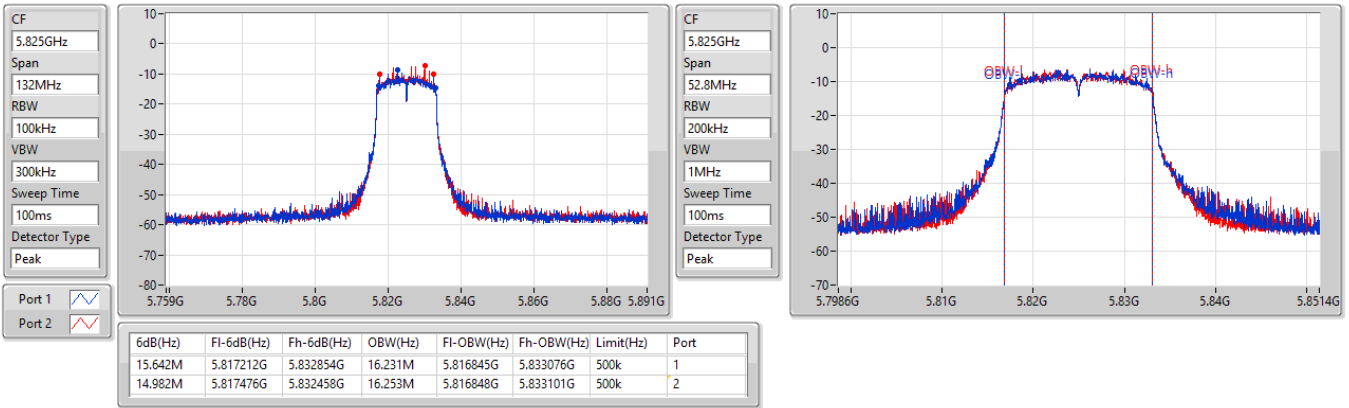 CF
5.825GHz
Span
132MHz
RBW
100kHz
VBW
300kHz
Sweep Time
100ms
Detector Type
Peak
Port 1
Port 2
10
0
-10
-20
-30
-40
-50
-60
-70
-80
5.759G 5.78G 5.8G 5.82G 5.84G 5.86G 5.88G 5.891G
CF
5.825GHz
Span
52.8MHz
RBW
200kHz
VBW
1MHz
Sweep Time
100ms
Detector Type
Peak
10
0
-10
-20
-30
-40
-50
-60
-70
OBW-l OBW-h
5.7986G 5.81G 5.82G 5.83G 5.84G 5.8514G
6dB(Hz) Fl-6dB(Hz) Fh-6dB(Hz) OBW(Hz) Fl-OBW(Hz) Fh-OBW(Hz) Limit(Hz) Port
15.642M 5.817212G 5.832854G 16.231M 5.816845G 5.833076G 500k 1
14.982M 5.817476G 5.832458G 16.253M 5.816848G 5.833101G 500k 2